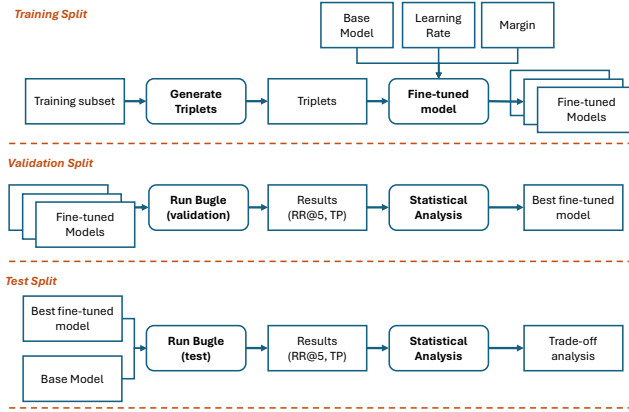 Training Split
Base
Model
Learning
Rate
Margin
Training subset
Generate
Triplets
Triplets
Fine-tuned
model
Fine-tuned
Models
Validation Split
Fine-tuned
Models
Run Bugle
(validation)
Results
(RR@5, TP)
Statistical
Analysis
Best fine-tuned
model
Test Split
Best fine-tuned
model
Base Model
Run Bugle
(test)
Results
(RR@5, TP)
Statistical
Analysis
Trade-off
analysis